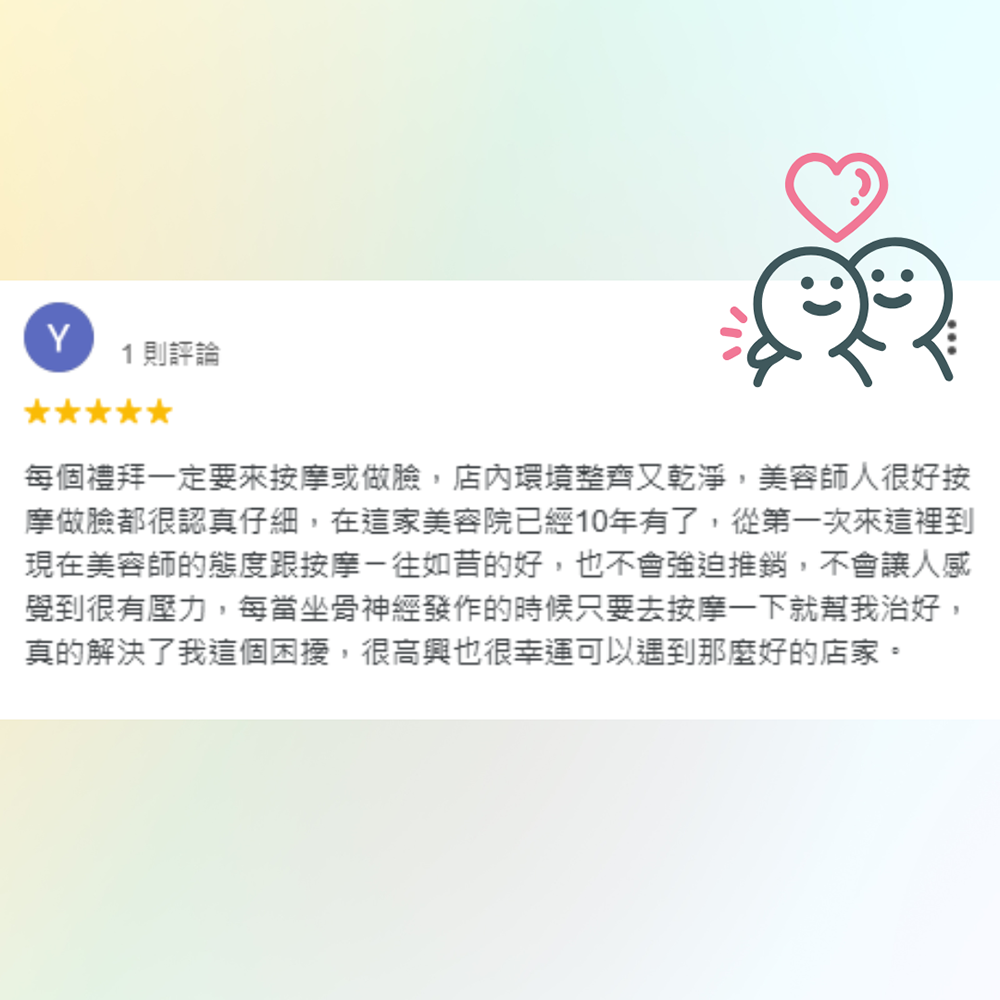 Y
1 則評論
每個禮拜一定要來按摩或做臉，店內環境整齊又乾淨，美容師人很好按
摩做臉都很認真仔細，在這家美容院已經10年有了，從第一次來這裡到
現在美容師的態度跟按摩一往如昔的好，也不會強迫推銷，不會讓人感
覺到很有壓力，每當坐骨神經發作的時候只要去按摩一下就幫我治好，
真的解決了我這個困擾，很高興也很幸運可以遇到那麼好的店家。